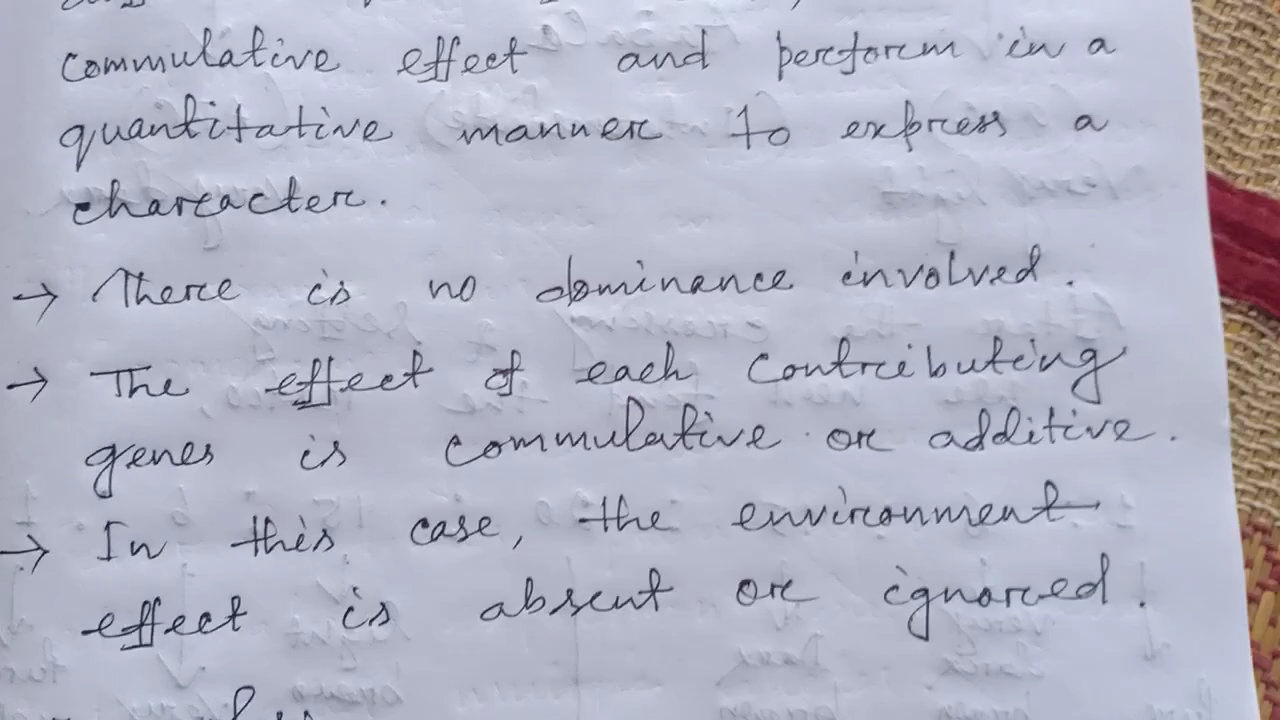 commulative effect and perform in a
quantitative manner to express a
character.
→ There is no dominance involved.
→ The effect of each contributing
genes is commulative or additive.
→ In this case, the environment
effect is absent or ignored.